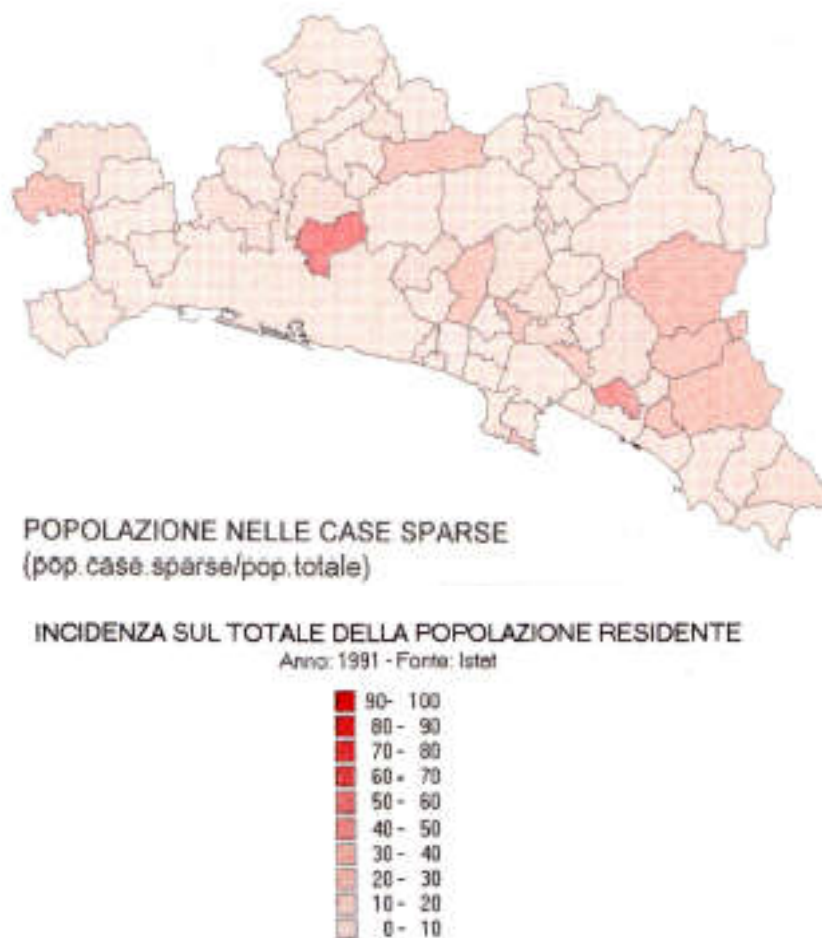 POPOLAZIONE NELLE CASE SPARSE
(pop.case.sparse/pop.totale)
INCIDENZA SUL TOTALE DELLA POPOLAZIONE RESIDENTE
Anno: 1991 - Fonte: Istat
90- 100
80 - 90
70 - 80
60 - 70
50 - 60
40 - 50
30 - 40
20 - 30
10 - 20
0 - 10